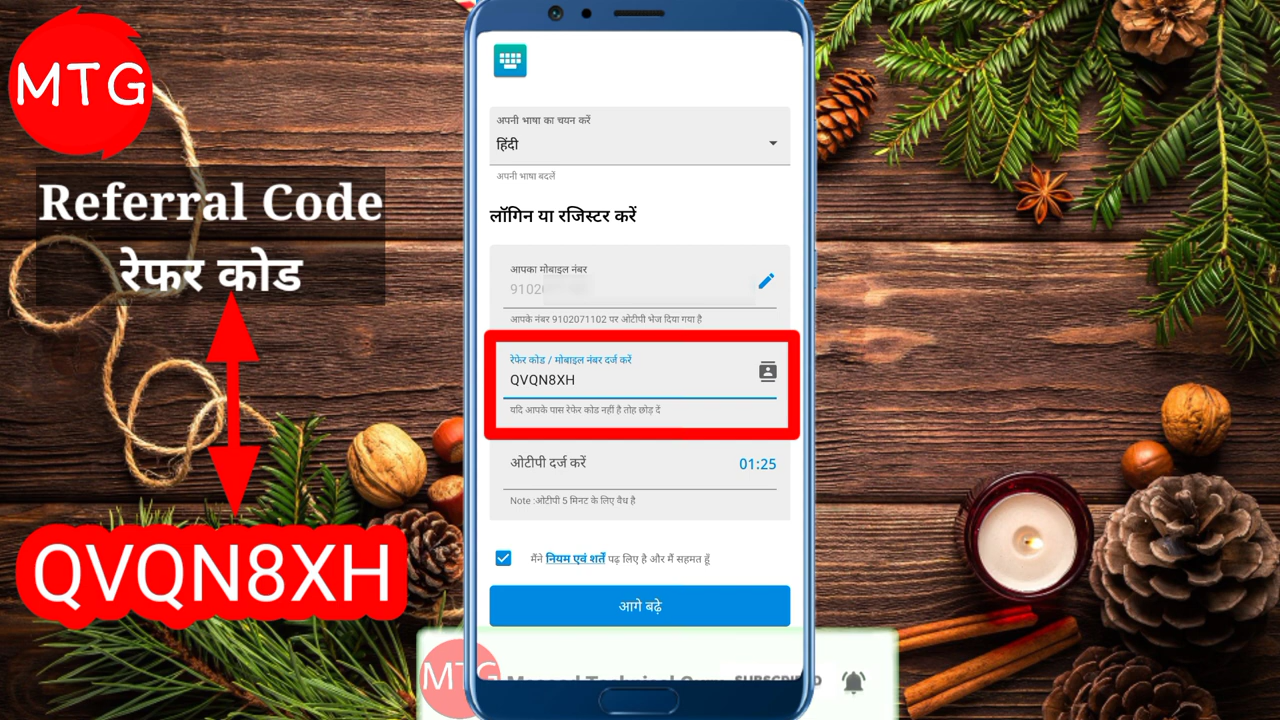 MTG
Referral Code
रेफर कोड
QVQN8XH
अपनी भाषा का चयन करें
हिंदी
अपनी भाषा बदलें
लॉगिन या रजिस्टर करें
आपका मोबाइल नंबर
9102
आपके नंबर 9102071102 पर ओटीपी भेज दिया गया है
रेफेर कोड / मोबाइल नंबर दर्ज करें
QVQN8XH
यदि आपके पास रेफेर कोड नहीं है तोह छोड़ दें
ओटीपी दर्ज करें 01:25
Note :ओटीपी 5 मिनट के लिए वैध है
मैंने नियम एवं शर्तें पढ़ लिए है और मैं सहमत हूँ
आगे बढ़े
MTG